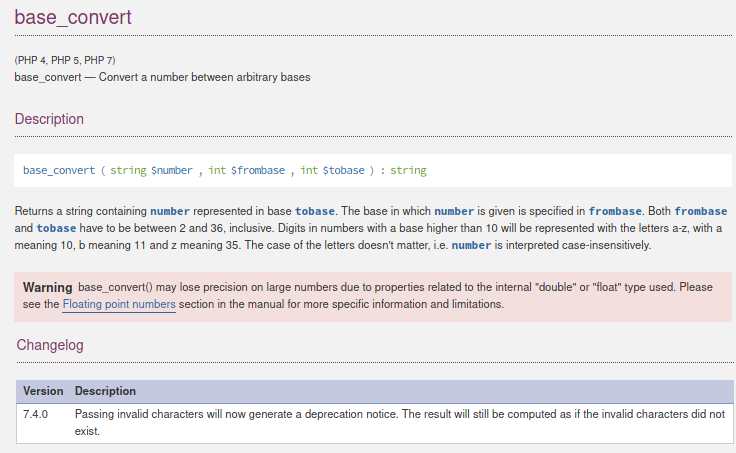 base_convert
(PHP 4, PHP 5, PHP 7)
base_convert — Convert a number between arbitrary bases
Description
base_convert ( string $number , int $frombase , int $tobase ) : string
Returns a string containing number represented in base tobase. The base in which number is given is specified in frombase. Both frombase
and tobase have to be between 2 and 36, inclusive. Digits in numbers with a base higher than 10 will be represented with the letters a-z, with a
meaning 10, b meaning 11 and z meaning 35. The case of the letters doesn't matter, i.e. number is interpreted case-insensitively.
Warning base_convert() may lose precision on large numbers due to properties related to the internal "double" or "float" type used. Please
see the Floating point numbers section in the manual for more specific information and limitations.
Changelog
Version Description
7.4.0 Passing invalid characters will now generate a deprecation notice. The result will still be computed as if the invalid characters did not
exist.